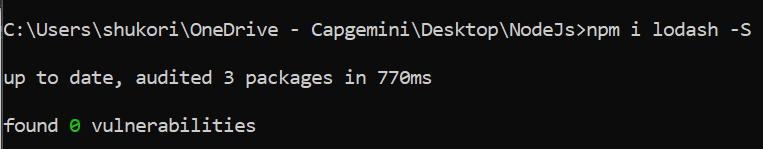 C:\Users\shukori\OneDrive - Capgemini\Desktop\NodeJs>npm i lodash -S
up to date, audited 3 packages in 770ms
found 0 vulnerabilities